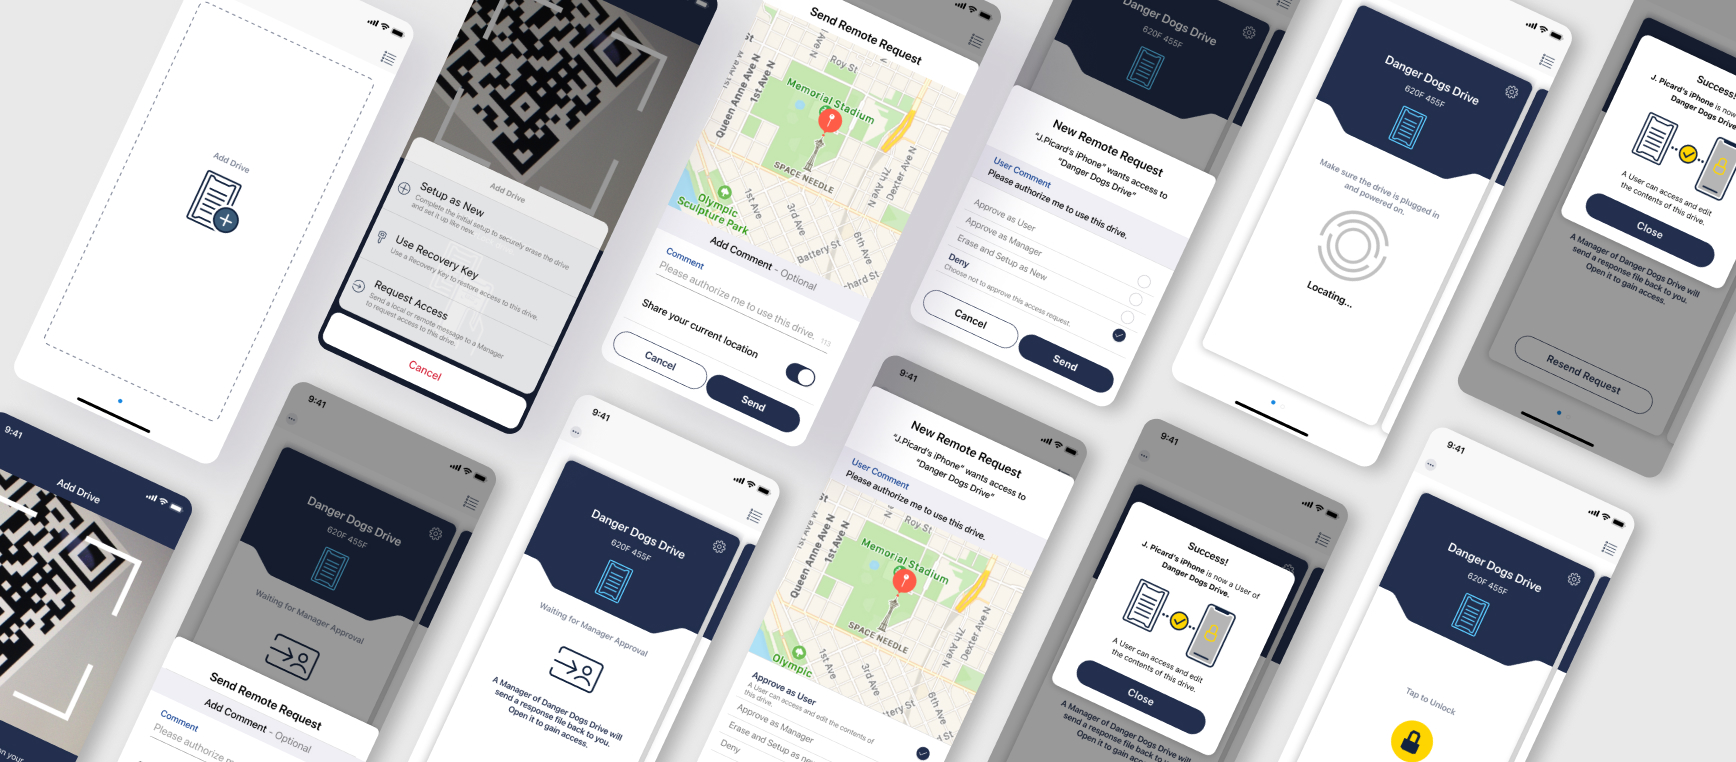 Add Drive
Add Drive
Setup as New
Complete the initial setup to securely erase the drive
and set it up like new.
Use Recovery Key
Use a Recovery Key to restore access to this drive.
Request Access
Send a local or remote message to a Manager
to request access to this drive.
Cancel
Send Remote Request
Roy St
Queen Anne Ave N
1st Ave N
Memorial Stadium
SPACE NEEDLE
7th Ave N
Dexter Ave N
Olympic
Sculpture Park
1st Ave
3rd Ave
Battery St
6th Ave
Add Comment - Optional
Comment
Please authorize me to use this drive.
113
Share your current location
Cancel
Send
Danger Dogs Drive
620F 455F
New Remote Request
"J.Picard's iPhone" wants access to
"Danger Dogs Drive"
User Comment
Please authorize me to use this drive.
Approve as User
Approve as Manager
Erase and Setup as New
Deny
Choose not to approve this access request.
Cancel
Send
Danger Dogs Drive
620F 455F
Make sure the drive is plugged in
and powered on.
Locating...
Success!
J. Picard's iPhone is now
Danger Dogs Drive
A User can access and edit
the contents of this drive.
Close
A Manager of Danger Dogs Drive will
send a response file back to you.
Open it to gain access.
Resend Request
9:41
Add Drive
on your
9:41
Danger Dogs Drive
620F 455F
Waiting for Manager Approval
Send Remote Request
Add Comment - Optional
Comment
Please authorize me to use this drive.
9:41
Danger Dogs Drive
620F 455F
Waiting for Manager Approval
A Manager of Danger Dogs Drive will
send a response file back to you.
Open it to gain access.
9:41
New Remote Request
"J.Picard's iPhone" wants access to
"Danger Dogs Drive"
User Comment
Please authorize me to use this drive.
Roy St
Queen Anne Ave N
1st Ave N
Memorial Stadium
SPACE NEEDLE
7th Ave N
Dexter Ave N
Olympic
1st Ave
3rd Ave
6th Ave
Approve as User
A User can access and edit the contents of
this drive.
Approve as Manager
Erase and Setup as new
Deny
9:41
Success!
J. Picard's iPhone is now a User of
Danger Dogs Drive.
A User can access and edit
the contents of this drive.
Close
A Manager of Danger Dogs Drive will
send a response file back to
Open it to gain access.
9:41
Danger Dogs Drive
620F 455F
Tap to Unlock